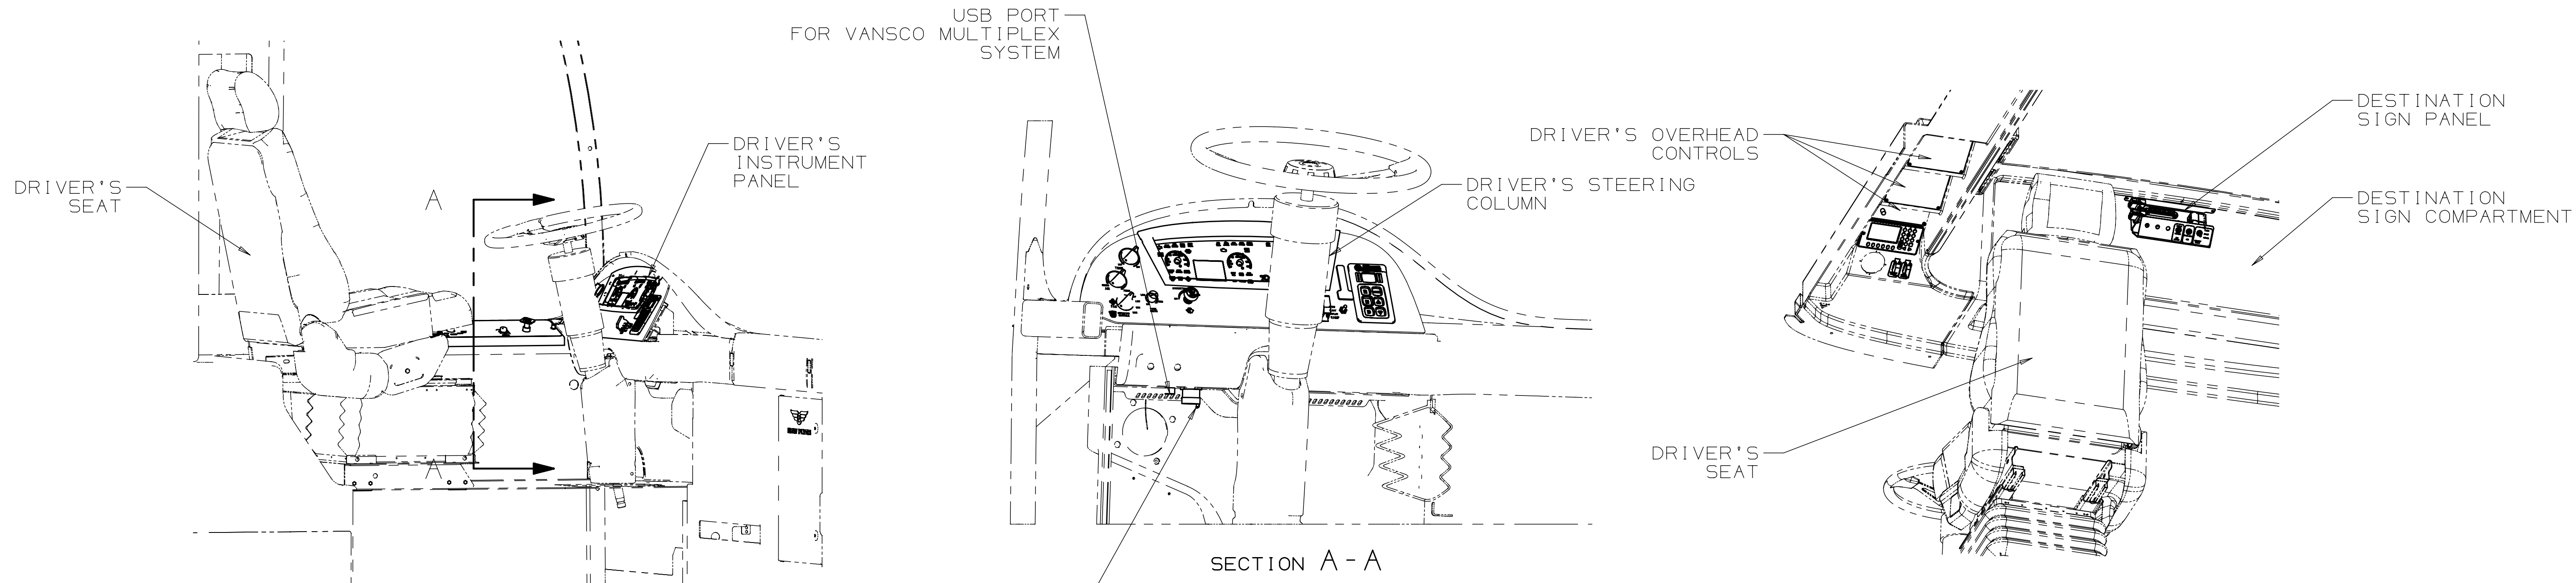 USB PORT
FOR VANSCO MULTIPLEX
SYSTEM
DRIVER'S
INSTRUMENT
PANEL
DRIVER'S
SEAT
A
A
DRIVER'S STEERING
COLUMN
SECTION A-A
DRIVER'S OVERHEAD
CONTROLS
DESTINATION
SIGN PANEL
DESTINATION
SIGN COMPARTMENT
DRIVER'S
SEAT